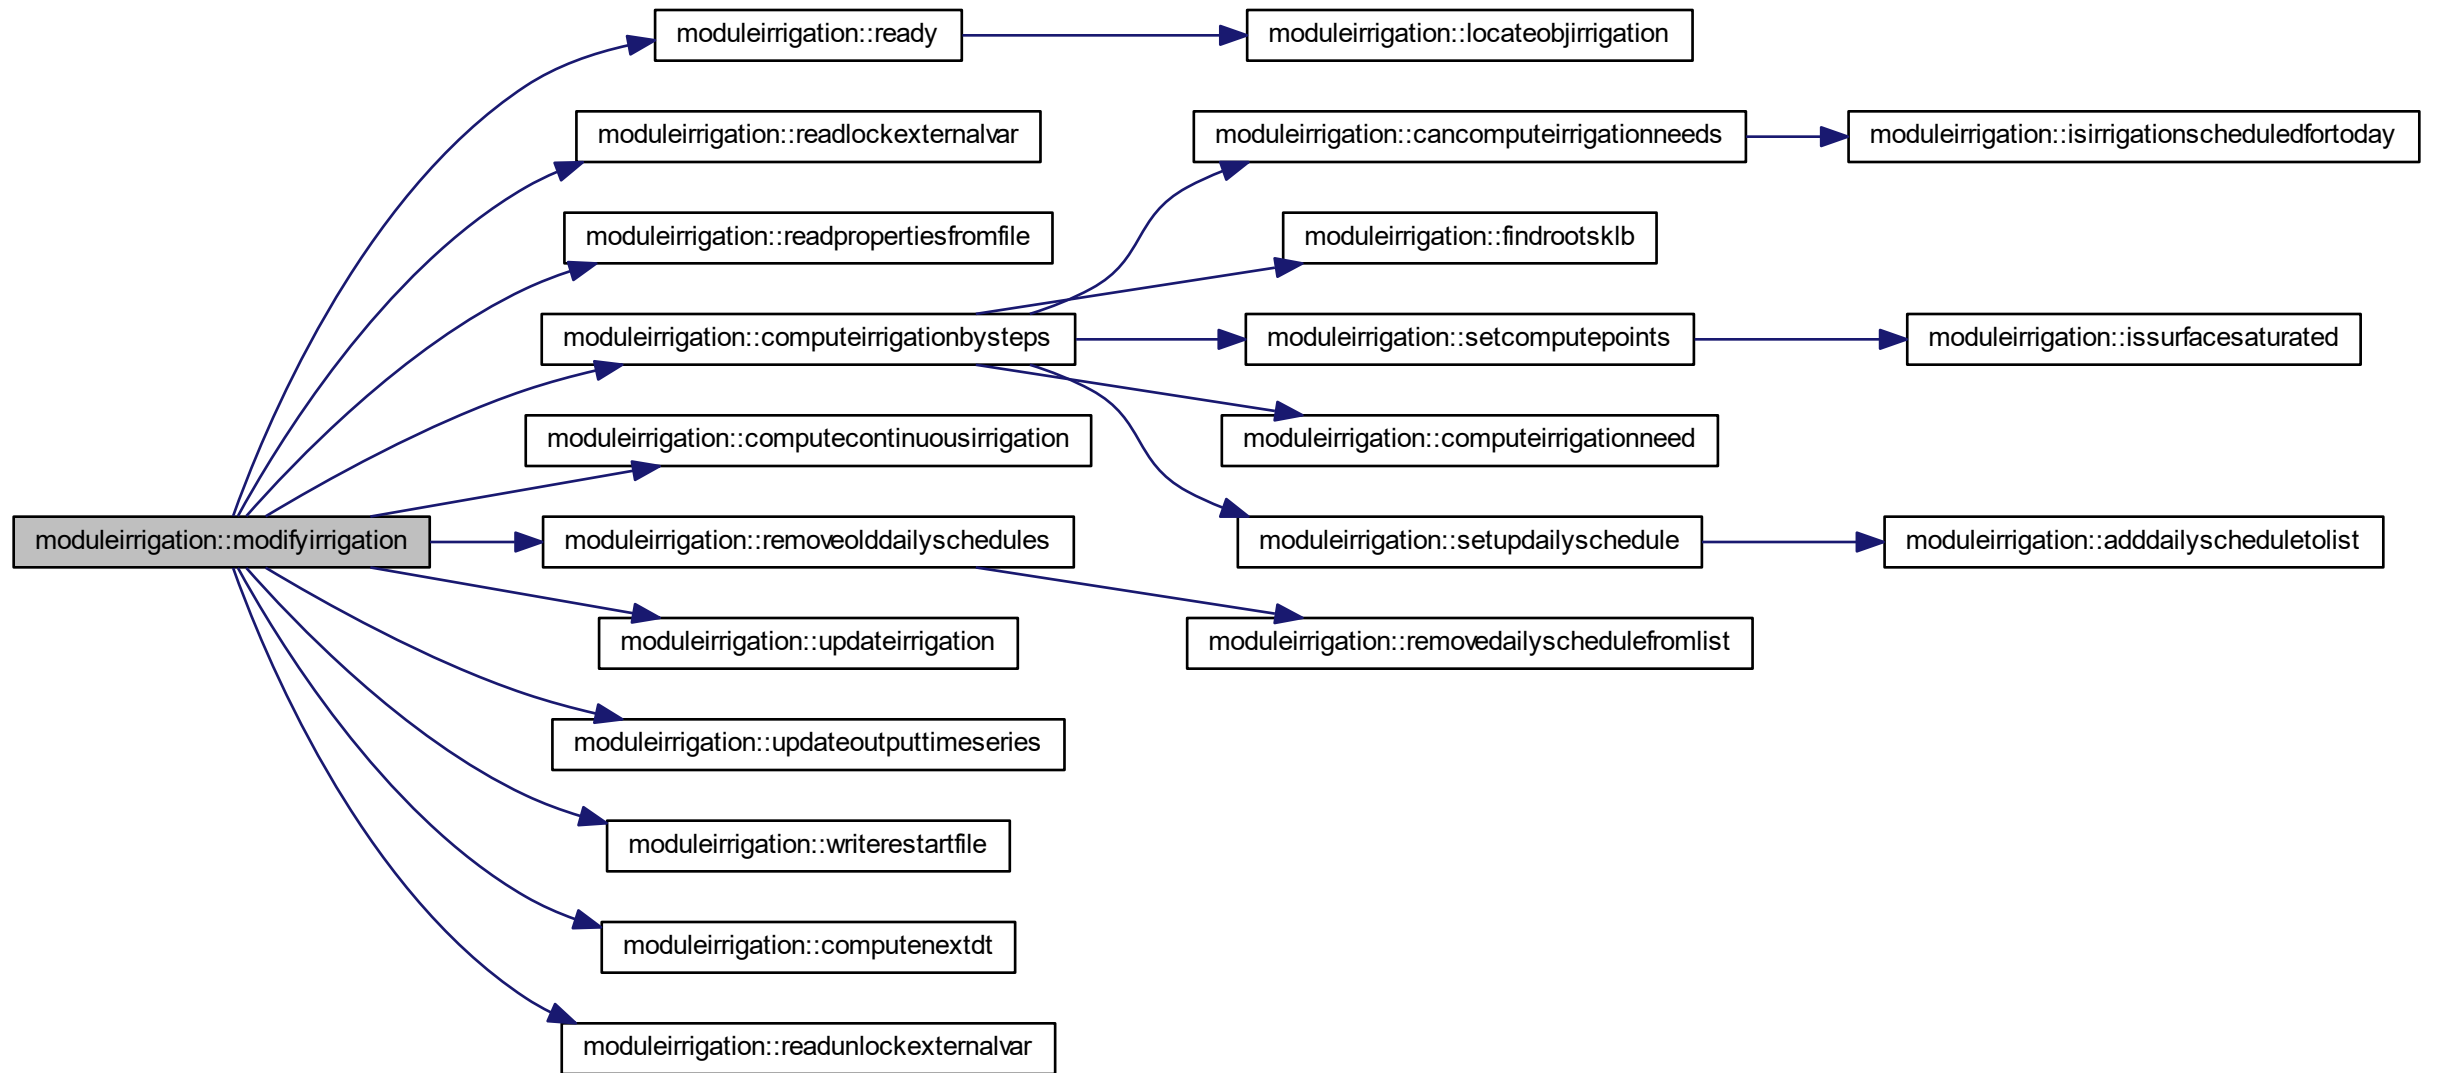 moduleirrigation::ready
moduleirrigation::locateobjirrigation
moduleirrigation::readlockexternalvar
moduleirrigation::cancomputeirrigationneeds
moduleirrigation::isirrigationscheduledfortoday
moduleirrigation::readpropertiesfromfile
moduleirrigation::findrootsklb
moduleirrigation::computeirrigationbysteps
moduleirrigation::setcomputepoints
moduleirrigation::issurfacesaturated
moduleirrigation::computecontinuousirrigation
moduleirrigation::computeirrigationneed
moduleirrigation::modifyirrigation
moduleirrigation::removeolddailyschedules
moduleirrigation::setupdailyschedule
moduleirrigation::adddailyscheduletolist
moduleirrigation::updateirrigation
moduleirrigation::removedailyschedulefromlist
moduleirrigation::updateoutputtimeseries
moduleirrigation::writerestartfile
moduleirrigation::computenextdt
moduleirrigation::readunlockexternalvar